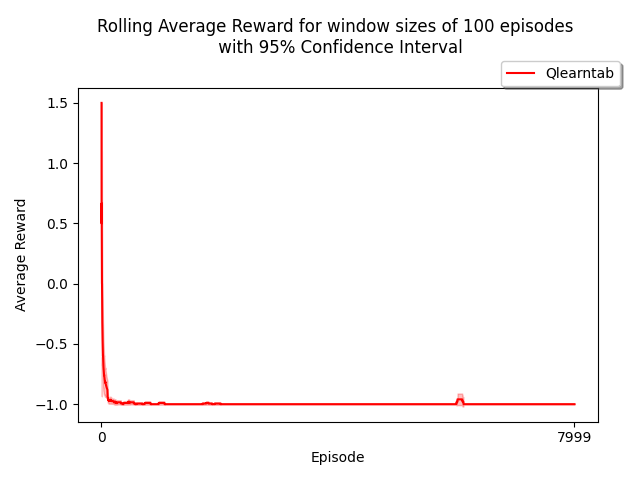 Rolling Average Reward for window sizes of 100 episodes
with 95% Confidence Interval
Qlearntab
1.5
1.0
0.5
0.0
−0.5
−1.0
Average Reward
0
7999
Episode